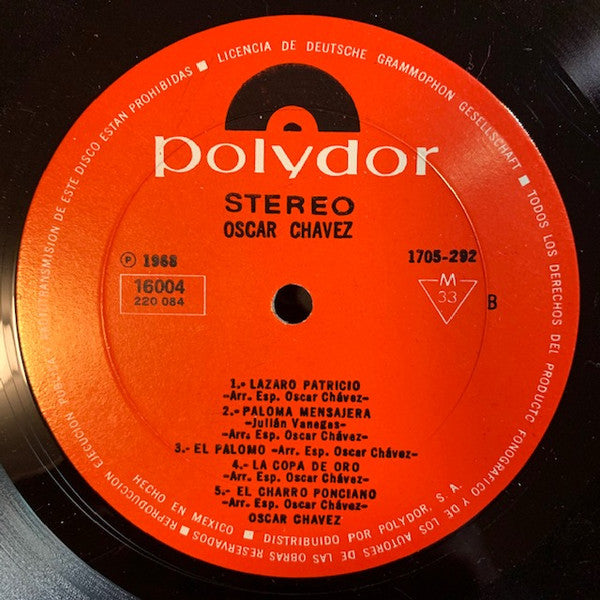 ■ LICENCIA DE DEUTSCHE GRAMMOPHON GESELLSCHAFT ■ TODOS LOS DERECHOS DEL PRODUCTO FONOGRAFICO Y DE LOS AUTORES DE LAS OBRAS RESERVADOS ■ REPRODUCCION EJECUCION PUBLICA TRANSMISION DE ESTE DISCO ESTAN PROHIBIDAS
polydor
STEREO
OSCAR CHAVEZ
℗ 1968
1705-292
16004
220 084
M
33
B
1.- LAZARO PATRICIO
-Arr. Esp. Oscar Chávez-
2.- PALOMA MENSAJERA
-Julián Vanegas-
-Arr. Esp. Oscar Chávez-
3.- EL PALOMO -Arr. Esp. Oscar Chávez-
4.- LA COPA DE ORO
-Arr. Esp. Oscar Chávez-
5.- EL CHARRO PONCIANO
-Arr. Esp. Oscar Chávez-
OSCAR CHAVEZ
HECHO EN MEXICO ■ DISTRIBUIDO POR POLYDOR, S. A.